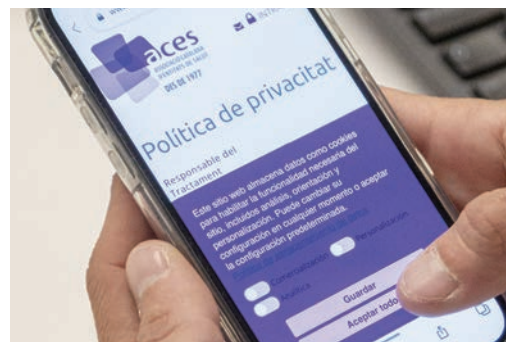 aces
ASSOCIACIÓ CATALANA
D'ENTITATS DE SALUT
DES DE 1977
Política de privacitat
Responsable del
Tractament
Este sitio web almacena datos como cookies
para habilitar la funcionalidad necesaria del
sitio, incluidos análisis, orientación y
personalización. Puede cambiar su
configuración en cualquier momento o aceptar
la configuración predeterminada.
Comercialización Personalización
Analítica
Guardar
Aceptar todo